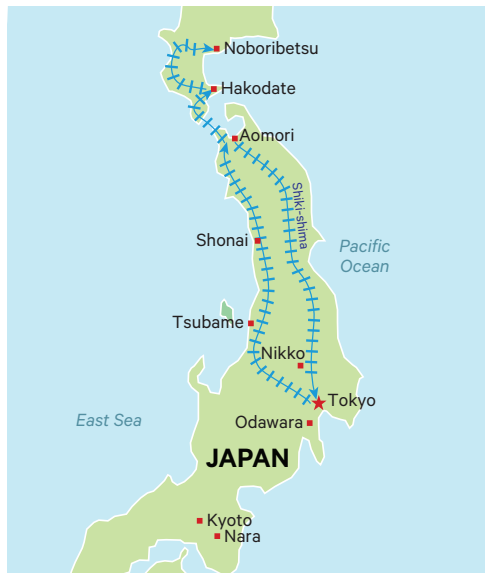 Noboribetsu
Hakodate
Aomori
Shiki-shima
Shonai
Pacific
Ocean
Tsubame
Nikko
Tokyo
East Sea
Odawara
JAPAN
Kyoto
Nara